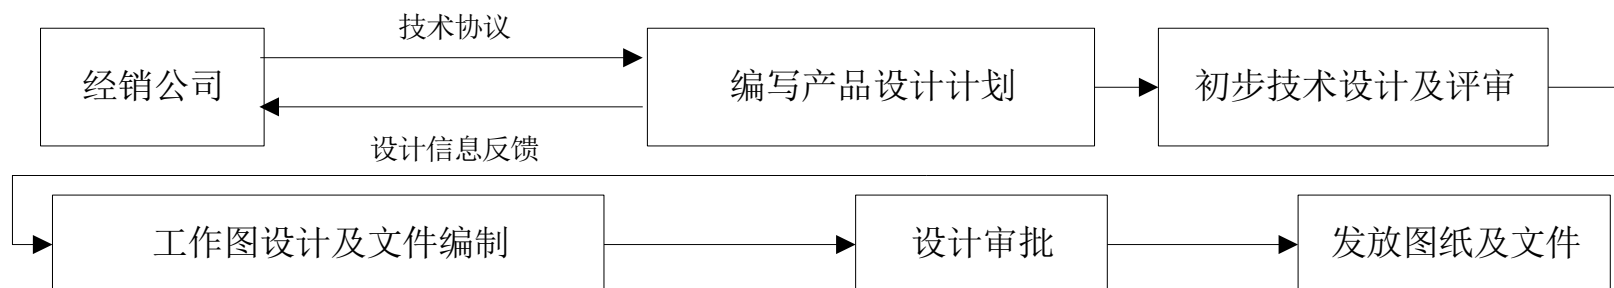 技术协议
经销公司
编写产品设计计划
初步技术设计及评审
设计信息反馈
工作图设计及文件编制
设计审批
发放图纸及文件